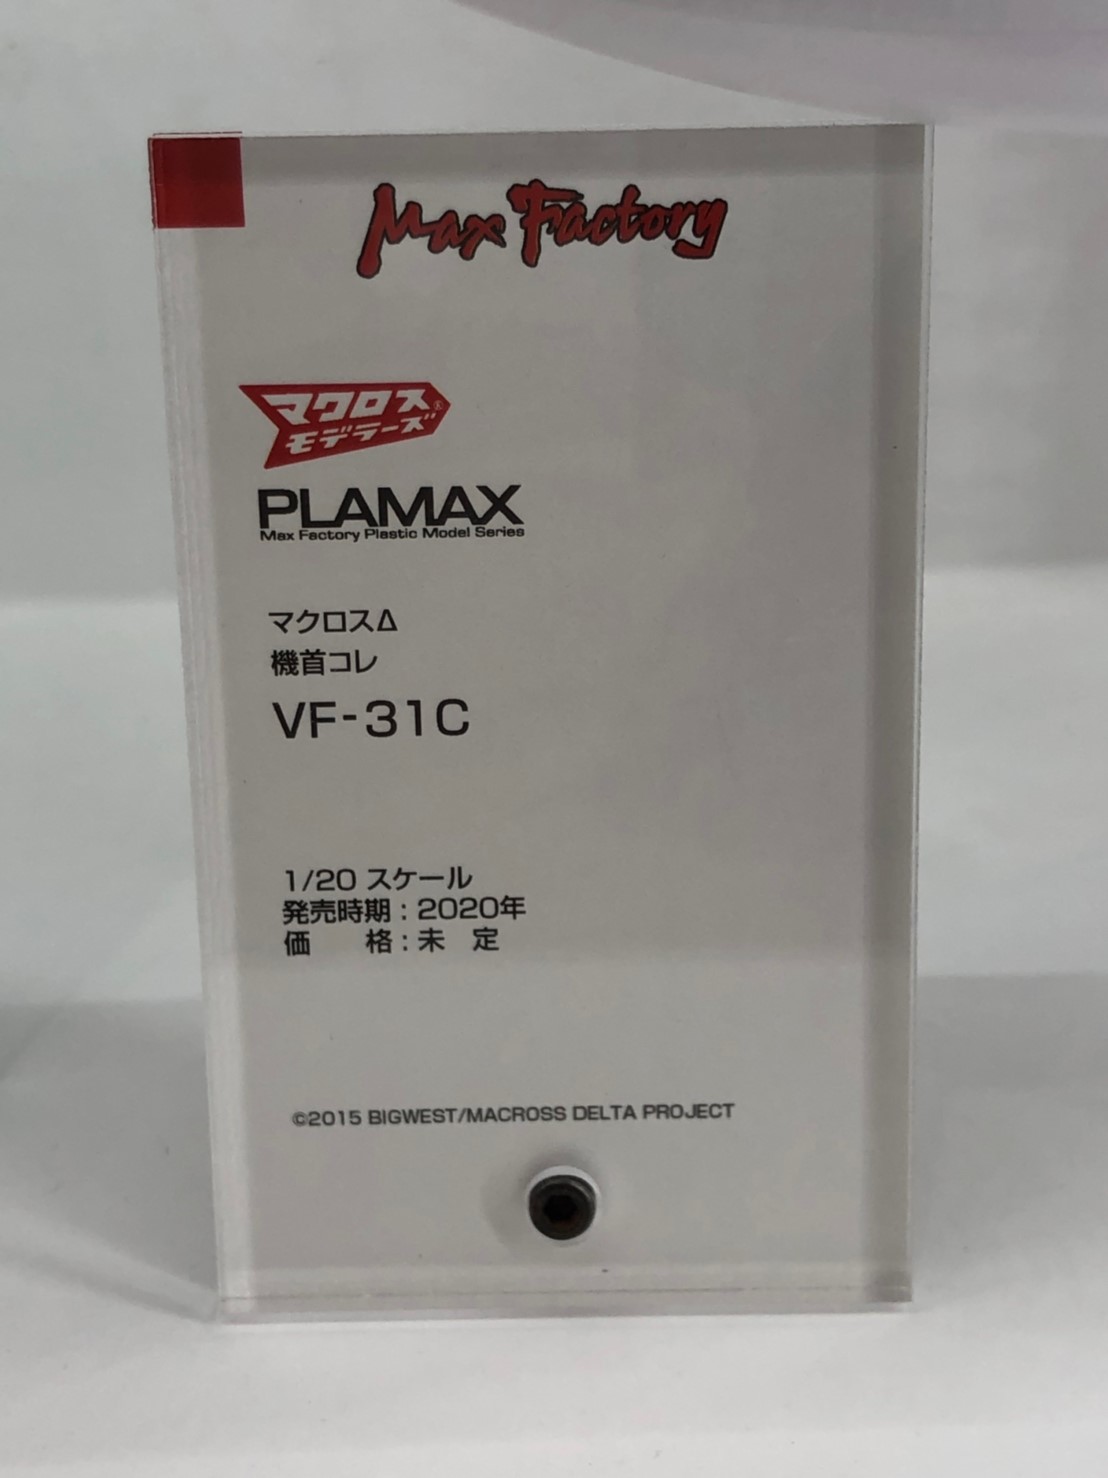 Max Factory
マクロス®
モデラーズ
PLAMAX
Max Factory Plastic Model Series
マクロスΔ
機首コレ
VF-31C
1/20 スケール
発売時期：2020年
価　　格：未　定
©2015 BIGWEST/MACROSS DELTA PROJECT